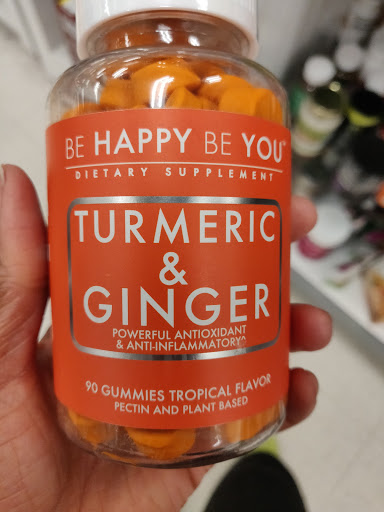 BE HAPPY BE YOU™
DIETARY SUPPLEMENT
TURMERIC
&
GINGER
POWERFUL ANTIOXIDANT
& ANTI-INFLAMMATORY^
90 GUMMIES TROPICAL FLAVOR
PECTIN AND PLANT BASED